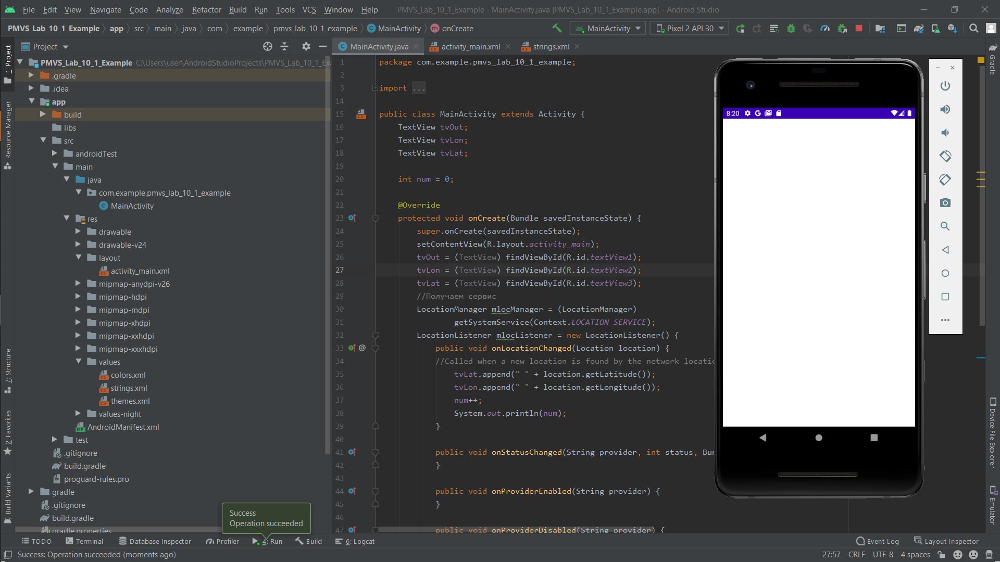 File Edit View Navigate Code Analyze Refactor Build Run Tools VCS Window Help PMVS_Lab_10_1_Example - MainActivity.java [PMVS_Lab_10_1_Example.app] - Android Studio
PMVS_Lab_10_1_Example app src main java com example pmvs_lab_10_1_example MainActivity onCreate MainActivity Pixel 2 API 30
Project
MainActivity.java activity_main.xml strings.xml
1: Project
Resource Manager
7: Structure
2: Favorites
Build Variants
PMVS_Lab_10_1_Example C:\Users\user\AndroidStudioProjects\PMVS_Lab_10_1_Exa
.gradle
.idea
app
build
libs
src
androidTest
main
java
com.example.pmvs_lab_10_1_example
MainActivity
res
drawable
drawable-v24
layout
activity_main.xml
mipmap-anydpi-v26
mipmap-hdpi
mipmap-mdpi
mipmap-xhdpi
mipmap-xxhdpi
mipmap-xxxhdpi
values
colors.xml
strings.xml
themes.xml
values-night
AndroidManifest.xml
test
.gitignore
build.gradle
proguard-rules.pro
gradle
.gitignore
build.gradle
gradle.properties
1 package com.example.pmvs_lab_10_1_example;
2
3 import ...
14
15 public class MainActivity extends Activity {
16 TextView tvOut;
17 TextView tvLon;
18 TextView tvLat;
19
20 int num = 0;
21
22 @Override
23 protected void onCreate(Bundle savedInstanceState) {
24 super.onCreate(savedInstanceState);
25 setContentView(R.layout.activity_main);
26 tvOut = (TextView) findViewById(R.id.textView1);
27 tvLon = (TextView) findViewById(R.id.textView2);
28 tvLat = (TextView) findViewById(R.id.textView3);
29 //Получаем сервис
30 LocationManager mlocManager = (LocationManager)
31 getSystemService(Context.LOCATION_SERVICE);
32 LocationListener mlocListener = new LocationListener() {
33 @ public void onLocationChanged(Location location) {
34 //Called when a new location is found by the network locatio
35 tvLat.append(" " + location.getLatitude());
36 tvLon.append(" " + location.getLongitude());
37 num++;
38 System.out.println(num);
39 }
40
41 public void onStatusChanged(String provider, int status, Bun
42 }
43
44 public void onProviderEnabled(String provider) {
45 }
46
47 public void onProviderDisabled(String provider) {
8:20 G
Gradle
Device File Explorer
Emulator
Success
Operation succeeded
TODO Terminal Database Inspector Profiler 4: Run Build 6: Logcat Event Log Layout Inspector
Success: Operation succeeded (moments ago) 27:57 CRLF UTF-8 4 spaces